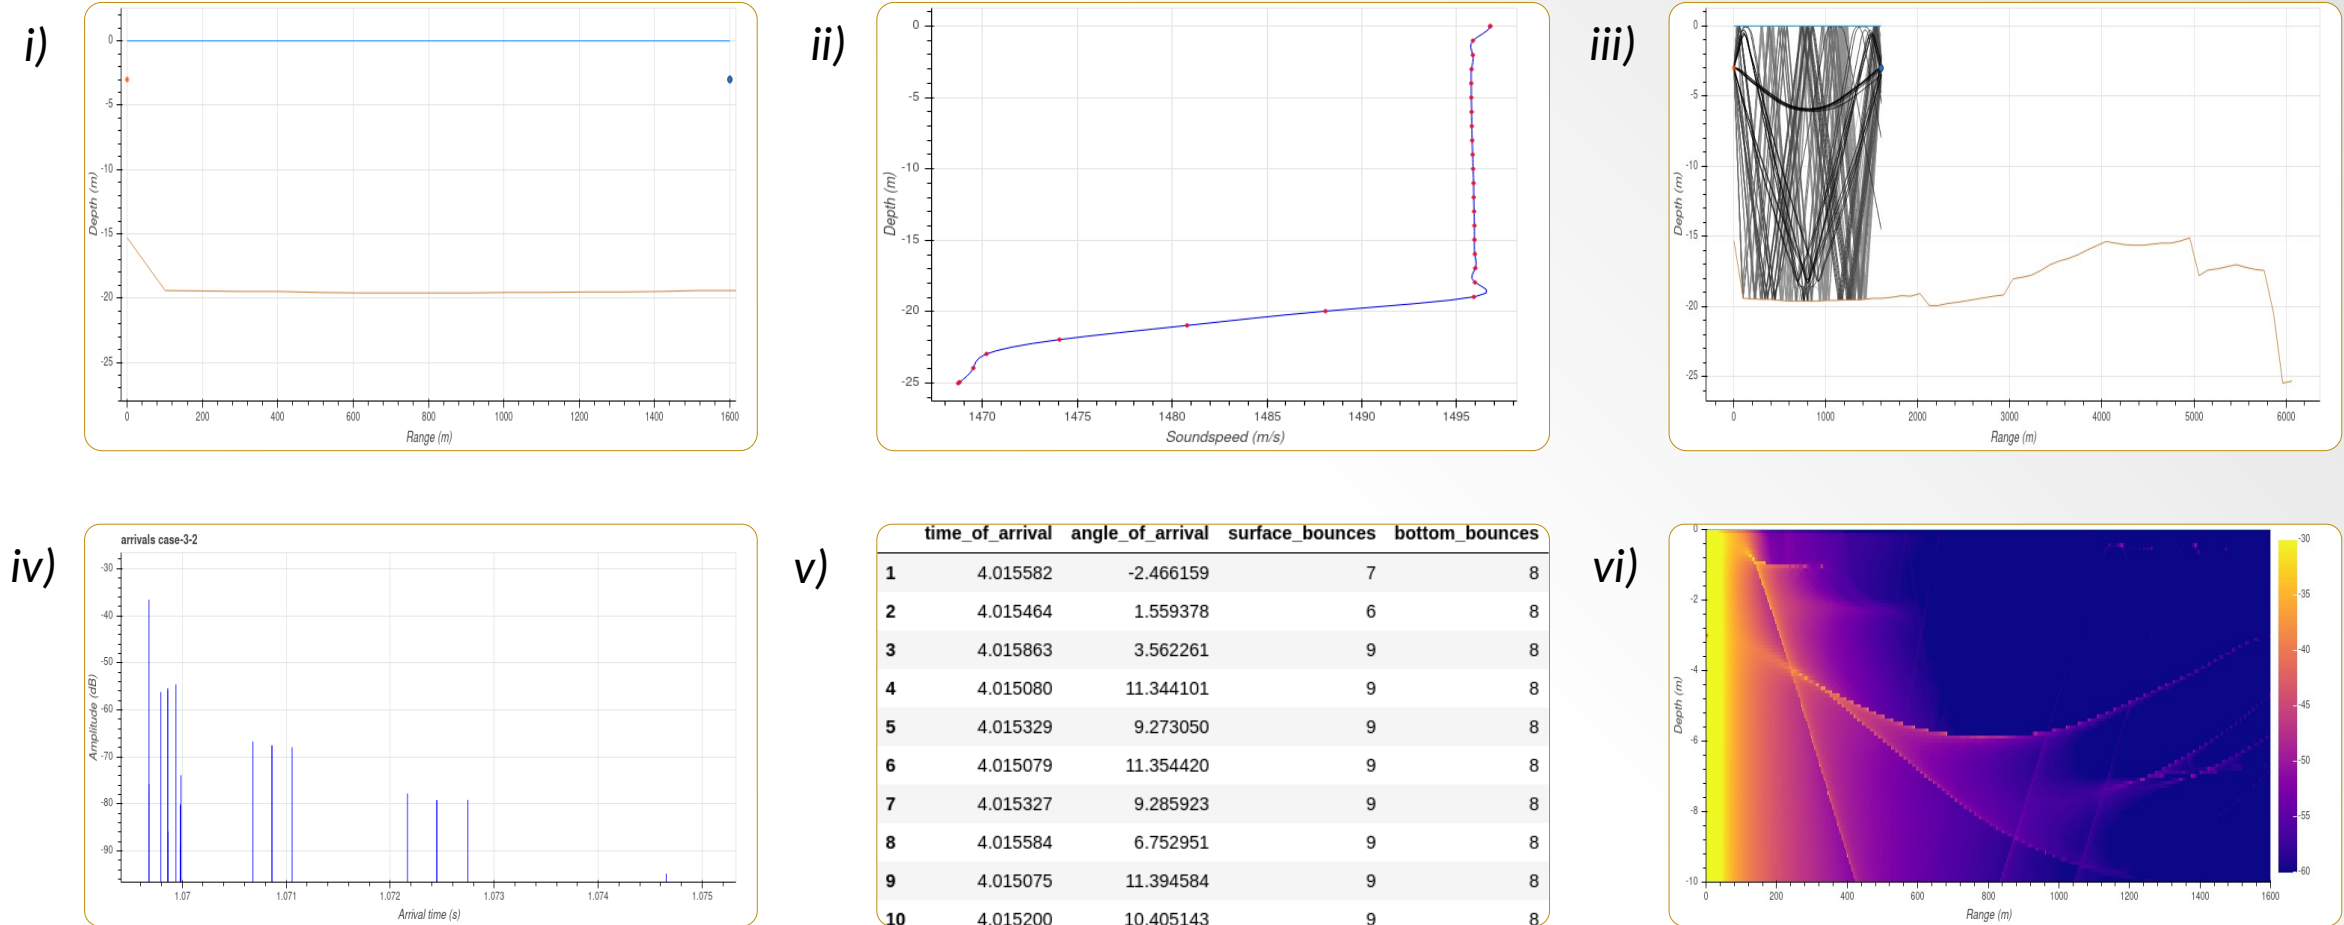 i)
0
-5
-10
-15
-20
-25
Depth (m)
0 200 400 600 800 1000 1200 1400 1600
Range (m)
ii)
0
-5
-10
-15
-20
-25
Depth (m)
1470 1475 1480 1485 1490 1495
Soundspeed (m/s)
iii)
0
-5
-10
-15
-20
-25
Depth (m)
0 1000 2000 3000 4000 5000 6000
Range (m)
iv)
arrivals case-3-2
-30
-40
-50
-60
-70
-80
-90
Amplitude (dB)
1.07 1.071 1.072 1.073 1.074 1.075
Arrival time (s)
v)
time_of_arrival angle_of_arrival surface_bounces bottom_bounces
1 4.015582 -2.466159 7 8
2 4.015464 1.559378 6 8
3 4.015863 3.562261 9 8
4 4.015080 11.344101 9 8
5 4.015329 9.273050 9 8
6 4.015079 11.354420 9 8
7 4.015327 9.285923 9 8
8 4.015584 6.752951 9 8
9 4.015075 11.394584 9 8
10 4.015200 10.405143 9 8
vi)
0
-2
-4
-6
-8
-10
Depth (m)
0 200 400 600 800 1000 1200 1400 1600
Range (m)
-30
-35
-40
-45
-50
-55
-60